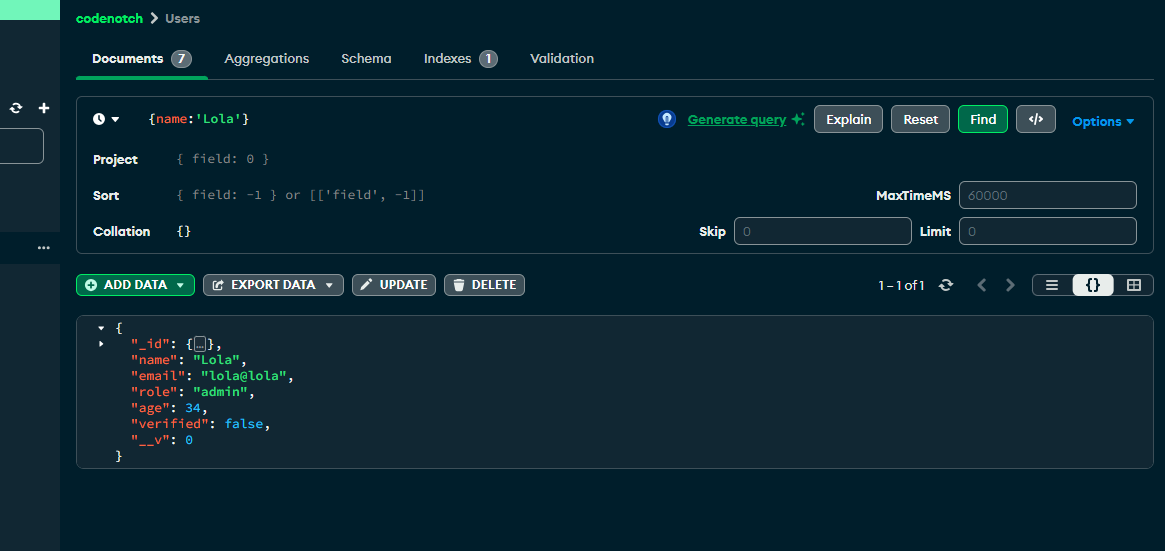 codenotch > Users
Documents 7 Aggregations Schema Indexes 1 Validation
{name:'Lola'} Generate query Explain Reset Find </> Options
Project { field: 0 }
Sort { field: -1 } or [['field', -1]] MaxTimeMS 60000
Collation {} Skip 0 Limit 0
ADD DATA EXPORT DATA UPDATE DELETE 1 – 1 of 1 {}
{
"_id": {…},
"name": "Lola",
"email": "lola@lola",
"role": "admin",
"age": 34,
"verified": false,
"__v": 0
}